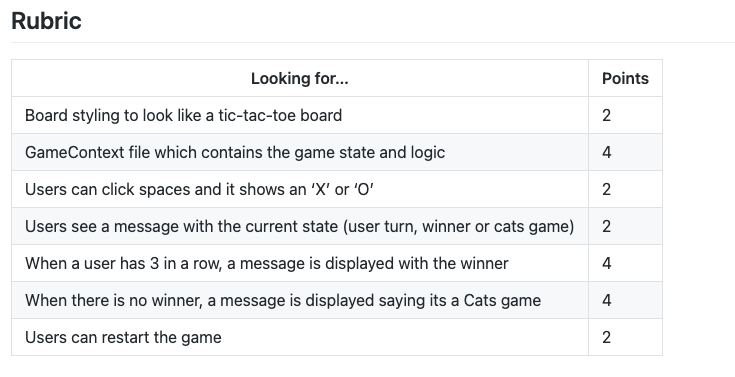 Rubric
Looking for... Points
Board styling to look like a tic-tac-toe board 2
GameContext file which contains the game state and logic 4
Users can click spaces and it shows an ‘X’ or ‘O’ 2
Users see a message with the current state (user turn, winner or cats game) 2
When a user has 3 in a row, a message is displayed with the winner 4
When there is no winner, a message is displayed saying its a Cats game 4
Users can restart the game 2